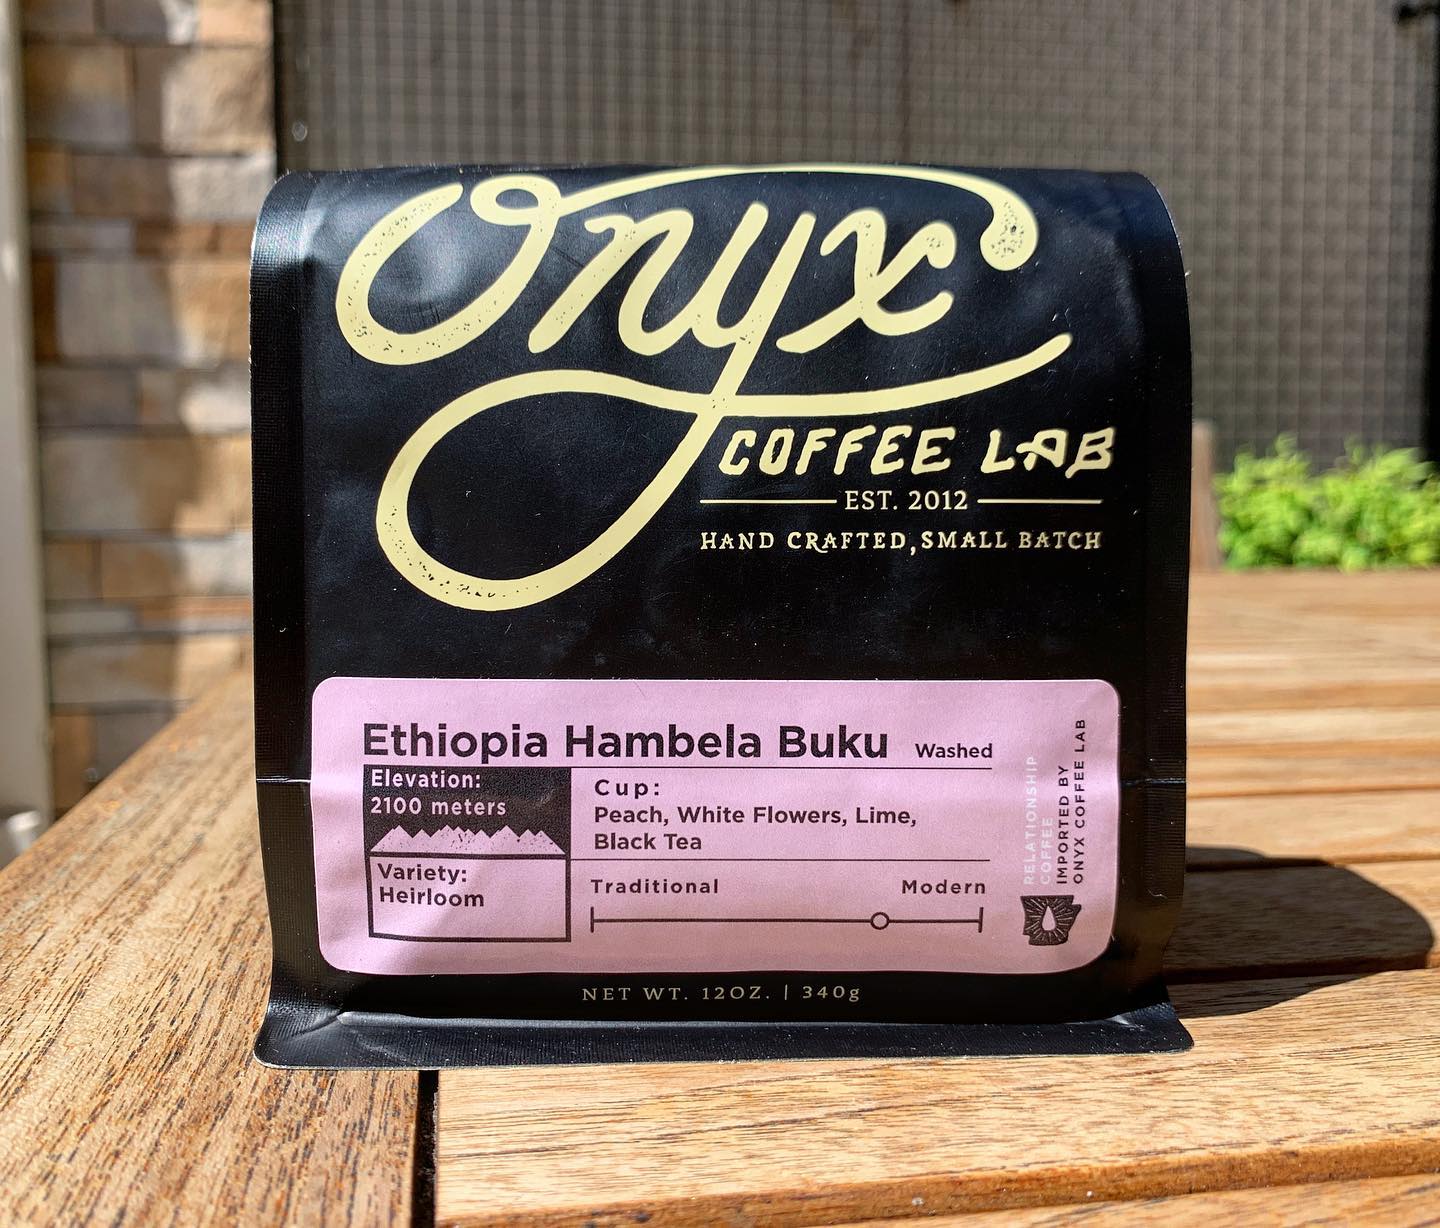 Onyx
COFFEE LAB
EST. 2012
HAND CRAFTED, SMALL BATCH
Ethiopia Hambela Buku Washed
Elevation:
2100 meters
Variety:
Heirloom
Cup:
Peach, White Flowers, Lime,
Black Tea
Traditional Modern
RELATIONSHIP
COFFEE
IMPORTED BY
ONYX COFFEE LAB
NET WT. 12OZ. | 340g